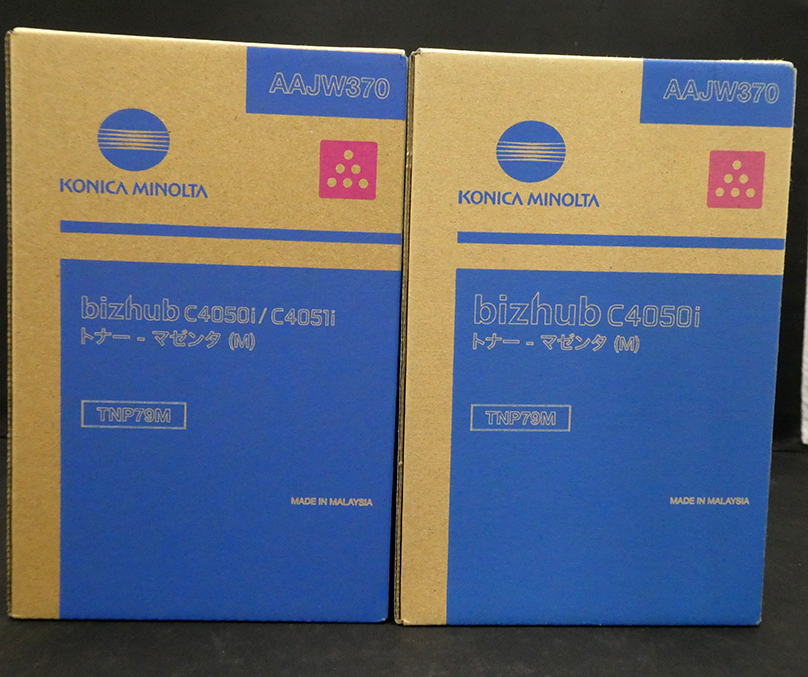 AAJW370
KONICA MINOLTA
bizhub C4050i / C4051i
トナー - マゼンタ (M)
TNP79M
MADE IN MALAYSIA
AAJW370
KONICA MINOLTA
bizhub C4050i
トナー - マゼンタ (M)
TNP79M
MADE IN MALAYSIA